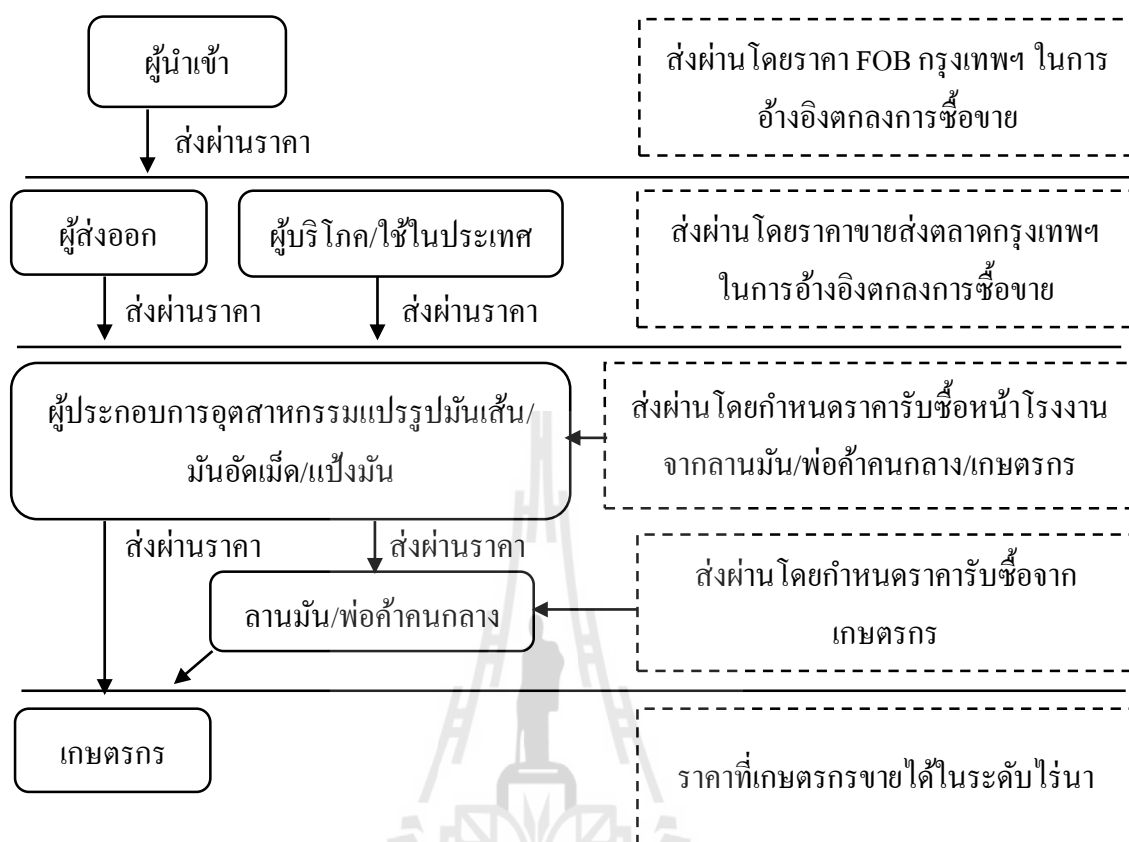 ผู้นำเข้า
ส่งผ่านโดยราคา FOB กรุงเทพฯ ในการ
อ้างอิงตกลงการซื้อขาย
ส่งผ่านราคา
ผู้ส่งออก
ผู้บริโภค/ใช้ในประเทศ
ส่งผ่านโดยราคาขายส่งตลาดกรุงเทพฯ
ในการอ้างอิงตกลงการซื้อขาย
ส่งผ่านราคา
ส่งผ่านราคา
ผู้ประกอบการอุตสาหกรรมแปรรูปมันเส้น/
มันอัดเม็ด/แป้งมัน
ส่งผ่านโดยกำหนดราคารับซื้อหน้าโรงงาน
จากลานมัน/พ่อค้าคนกลาง/เกษตรกร
ส่งผ่านราคา
ส่งผ่านราคา
ลานมัน/พ่อค้าคนกลาง
ส่งผ่านโดยกำหนดราคารับซื้อจาก
เกษตรกร
เกษตรกร
ราคาที่เกษตรกรขายได้ในระดับไร่นา